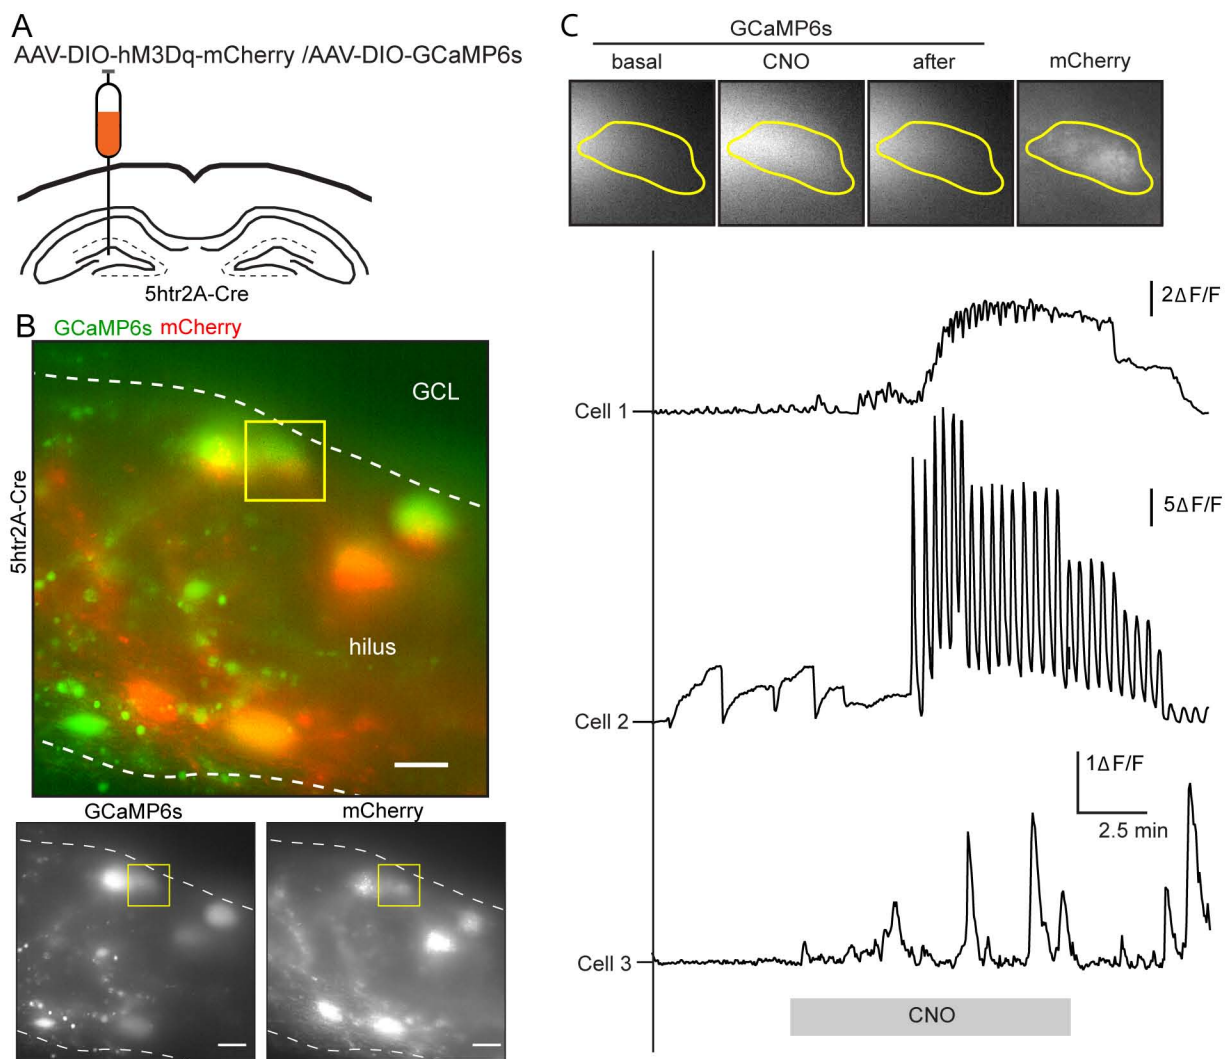 A
AAV-DIO-hM3Dq-mCherry /AAV-DIO-GCaMP6s
5htr2A-Cre
B
GCaMP6s mCherry
GCL
5htr2A-Cre
hilus
GCaMP6s
mCherry
C
GCaMP6s
basal
CNO
after
mCherry
2ΔF/F
Cell 1
5ΔF/F
Cell 2
1ΔF/F
2.5 min
Cell 3
CNO